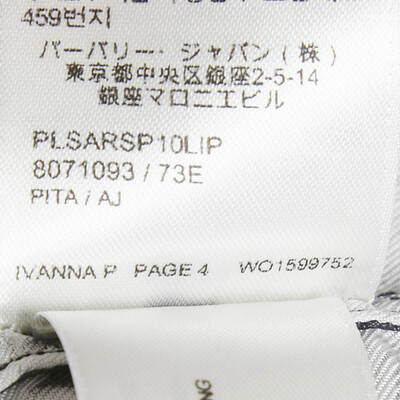 459번지
バーバリー・ジャパン(株)
東京都中央区銀座2-5-14
銀座マロニエビル
PLSARSP10LIP
8071093 / 73E
PITA / AJ
IVANNA P PAGE 4 WO1599752